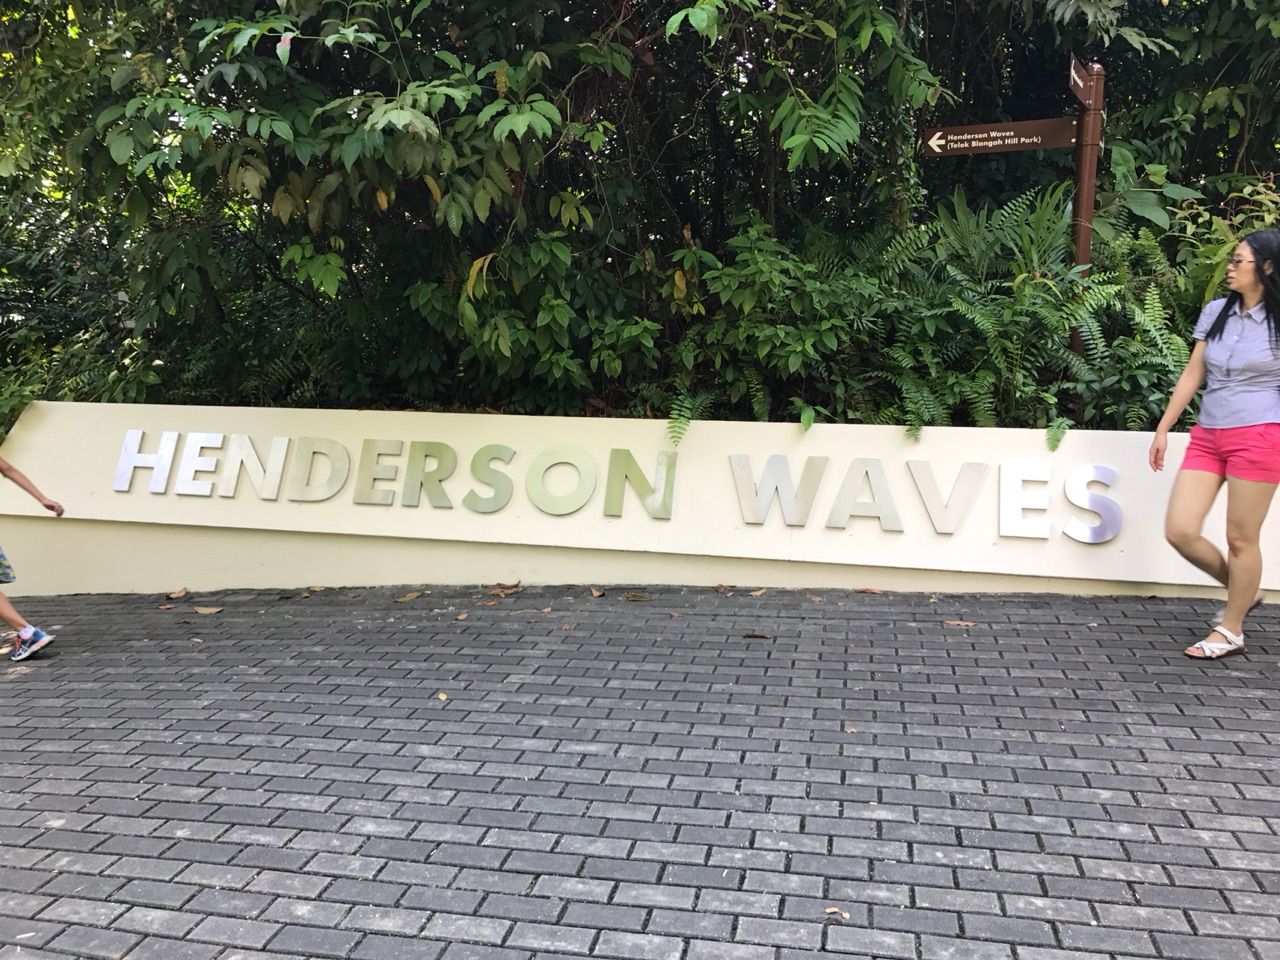 Henderson Waves
(Telok Blangah Hill Park)
HENDERSON WAVES